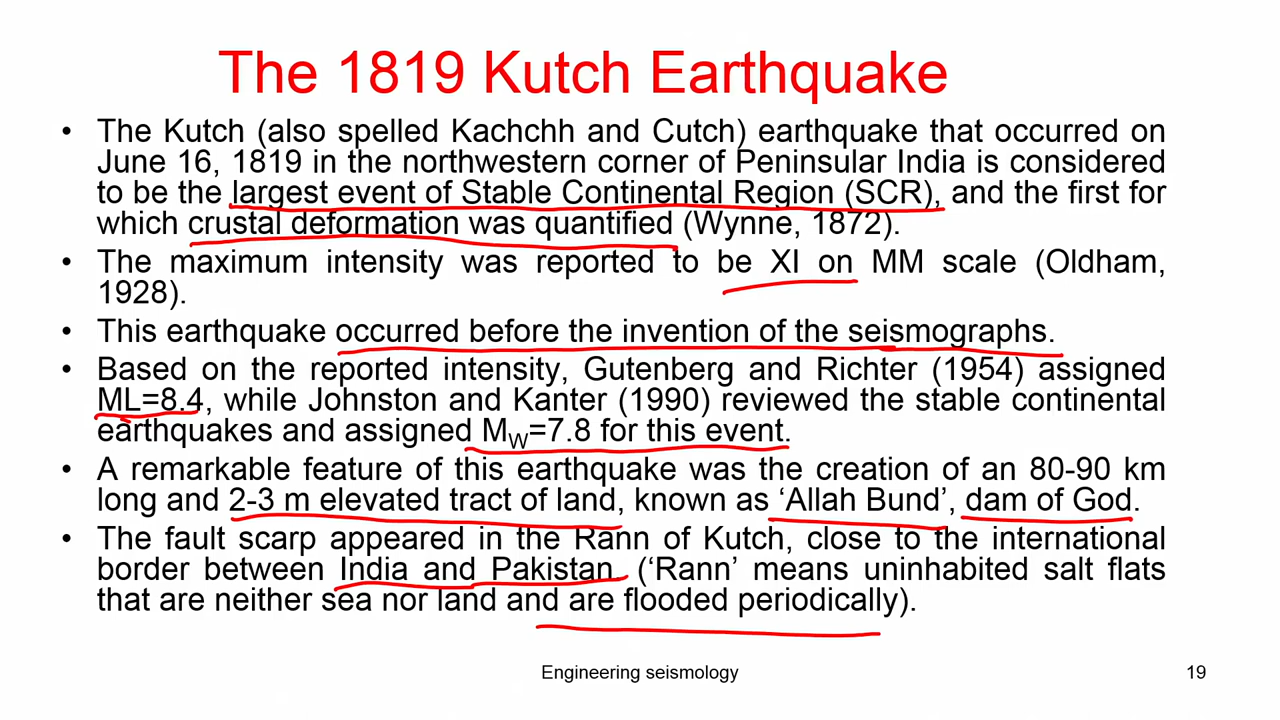 The 1819 Kutch Earthquake
• The Kutch (also spelled Kachchh and Cutch) earthquake that occurred on
June 16, 1819 in the northwestern corner of Peninsular India is considered
to be the largest event of Stable Continental Region (SCR), and the first for
which crustal deformation was quantified (Wynne, 1872).
• The maximum intensity was reported to be XI on MM scale (Oldham,
1928).
• This earthquake occurred before the invention of the seismographs.
• Based on the reported intensity, Gutenberg and Richter (1954) assigned
ML=8.4, while Johnston and Kanter (1990) reviewed the stable continental
earthquakes and assigned MW=7.8 for this event.
• A remarkable feature of this earthquake was the creation of an 80-90 km
long and 2-3 m elevated tract of land, known as ‘Allah Bund’, dam of God.
• The fault scarp appeared in the Rann of Kutch, close to the international
border between India and Pakistan (‘Rann’ means uninhabited salt flats
that are neither sea nor land and are flooded periodically).
Engineering seismology
19